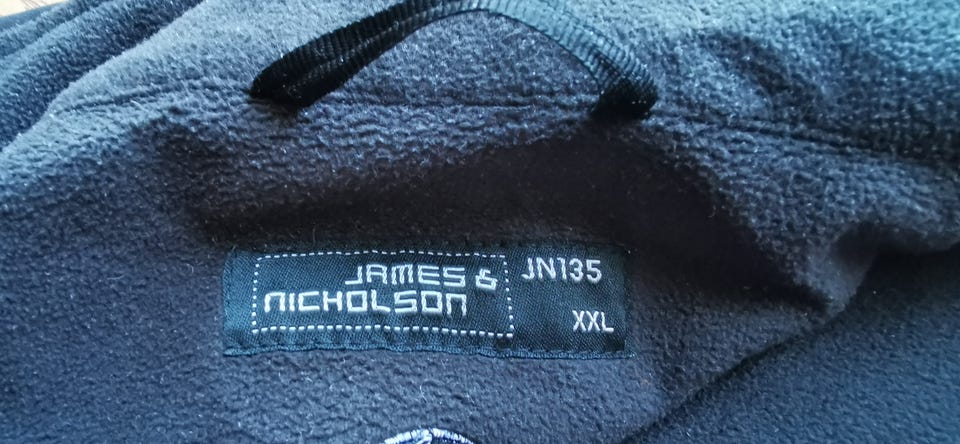 JAMES &
NICHOLSON
JN135
XXL